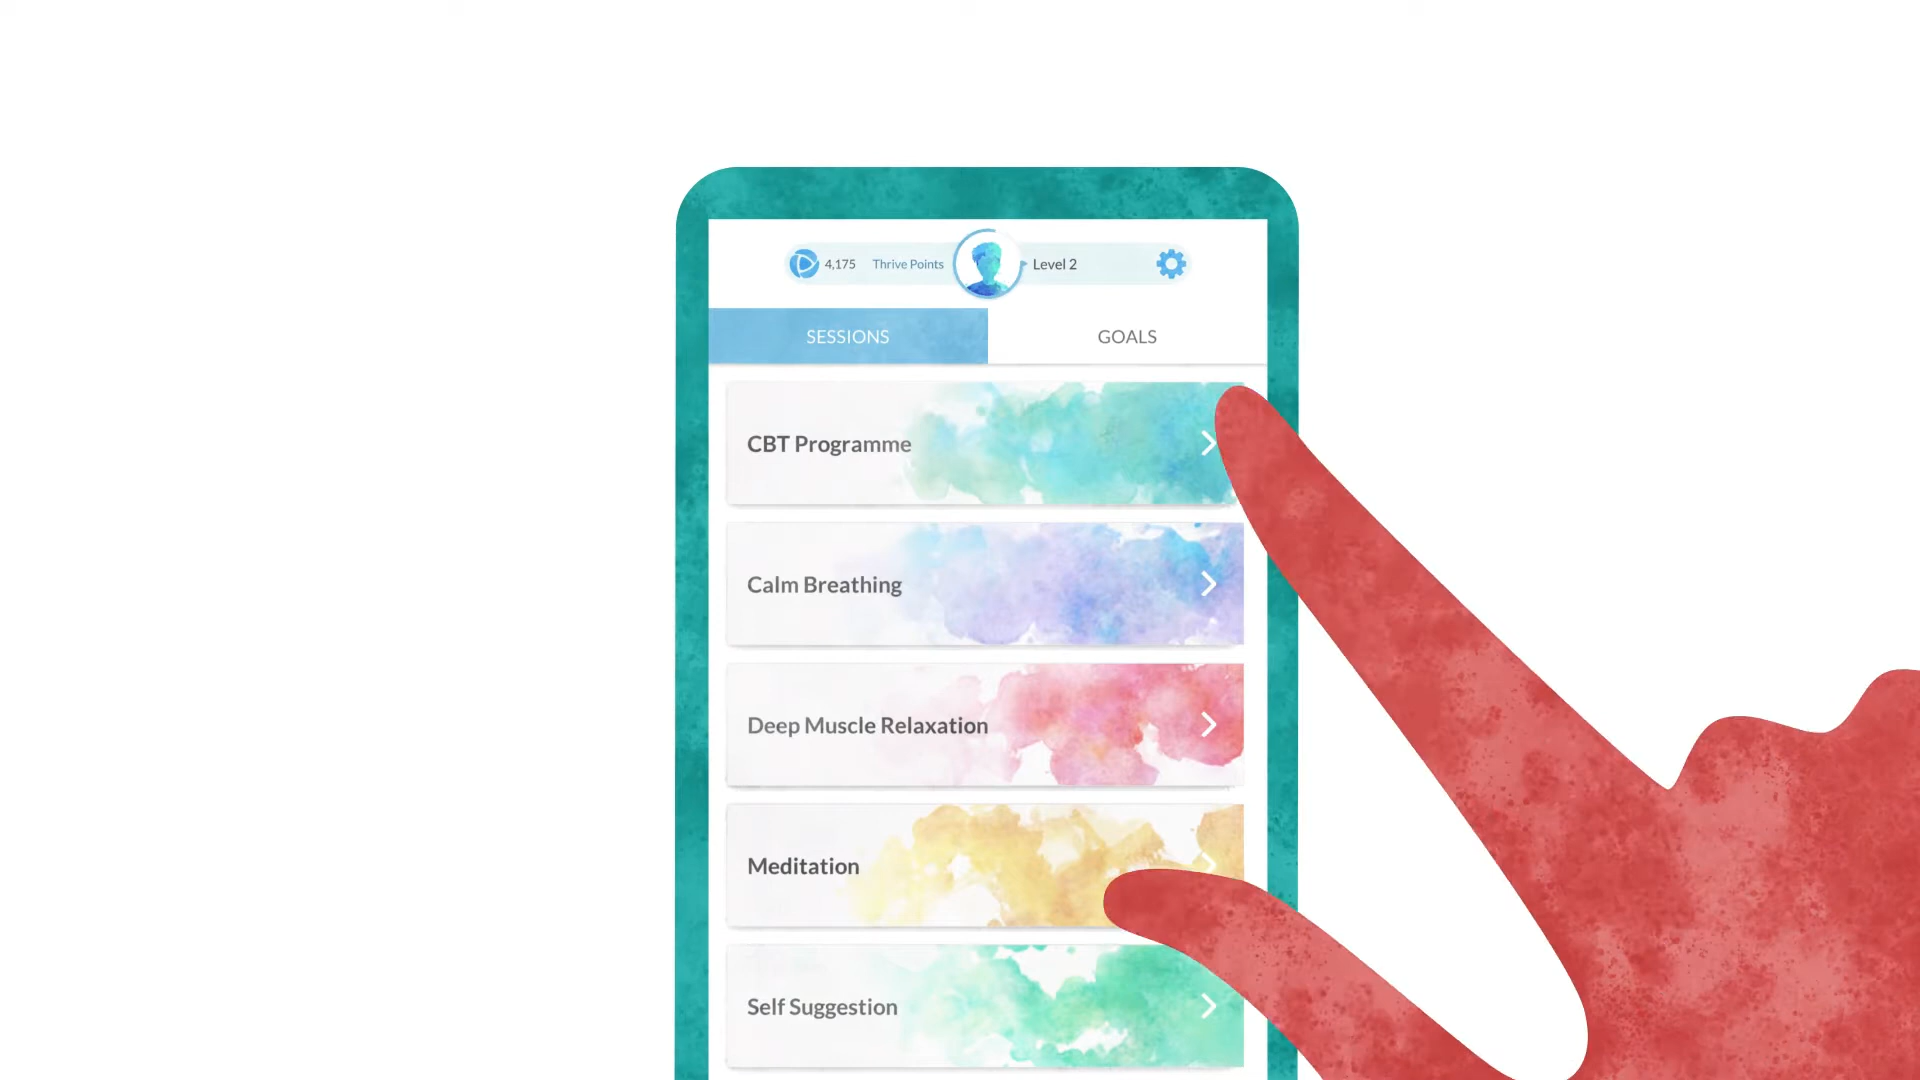 4,175 Thrive Points Level 2
SESSIONS GOALS
CBT Programme
Calm Breathing
Deep Muscle Relaxation
Meditation
Self Suggestion